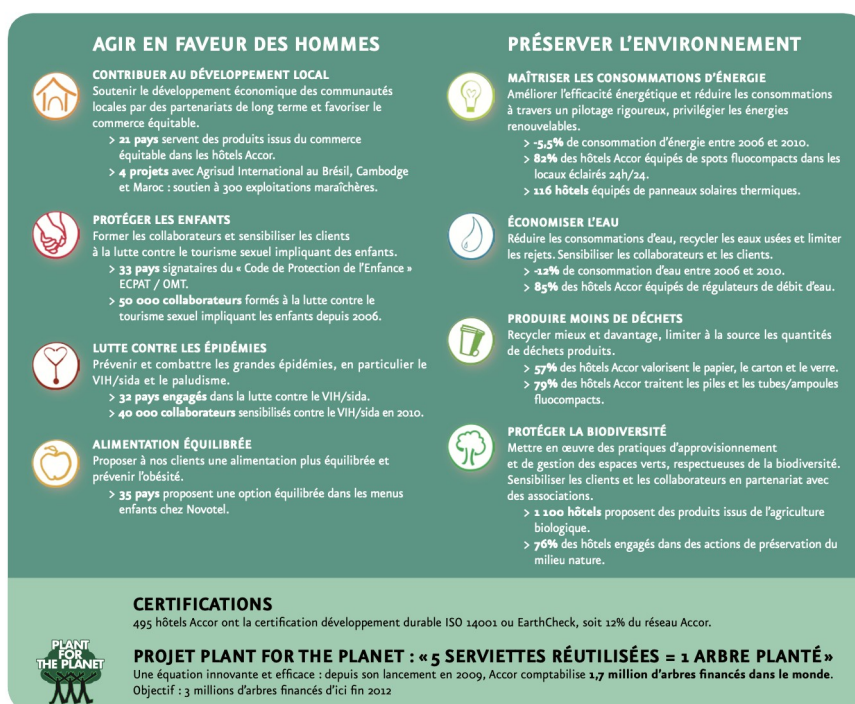 AGIR EN FAVEUR DES HOMMES
CONTRIBUER AU DÉVELOPPEMENT LOCAL
Soutenir le développement économique des communautés
locales par des partenariats de long terme et favoriser le
commerce équitable.
> 21 pays servent des produits issus du commerce
équitable dans les hôtels Accor.
> 4 projets avec Agrisud International au Brésil, Cambodge
et Maroc : soutien à 300 exploitations maraîchères.
PROTÉGER LES ENFANTS
Former les collaborateurs et sensibiliser les clients
à la lutte contre le tourisme sexuel impliquant des enfants.
> 33 pays signataires du « Code de Protection de l'Enfance »
ECPAT / OMT.
> 50 000 collaborateurs formés à la lutte contre le
tourisme sexuel impliquant les enfants depuis 2006.
LUTTE CONTRE LES ÉPIDÉMIES
Prévenir et combattre les grandes épidémies, en particulier le
VIH/sida et le paludisme.
> 32 pays engagés dans la lutte contre le VIH/sida.
> 40 000 collaborateurs sensibilisés contre le VIH/sida en 2010.
ALIMENTATION ÉQUILIBRÉE
Proposer à nos clients une alimentation plus équilibrée et
prévenir l'obésité.
> 35 pays proposent une option équilibrée dans les menus
enfants chez Novotel.
PRÉSERVER L'ENVIRONNEMENT
MAÎTRISER LES CONSOMMATIONS D'ÉNERGIE
Améliorer l'efficacité énergétique et réduire les consommations
à travers un pilotage rigoureux, privilégier les énergies
renouvelables.
> -5,5% de consommation d'énergie entre 2006 et 2010.
> 82% des hôtels Accor équipés de spots fluocompacts dans les
locaux éclairés 24h/24.
> 116 hôtels équipés de panneaux solaires thermiques.
ÉCONOMISER L'EAU
Réduire les consommations d'eau, recycler les eaux usées et limiter
les rejets. Sensibiliser les collaborateurs et les clients.
> -12% de consommation d'eau entre 2006 et 2010.
> 85% des hôtels Accor équipés de régulateurs de débit d'eau.
PRODUIRE MOINS DE DÉCHETS
Recycler mieux et davantage, limiter à la source les quantités
de déchets produits.
> 57% des hôtels Accor valorisent le papier, le carton et le verre.
> 79% des hôtels Accor traitent les piles et les tubes/ampoules
fluocompacts.
PROTÉGER LA BIODIVERSITÉ
Mettre en œuvre des pratiques d'approvisionnement
et de gestion des espaces verts, respectueuses de la biodiversité.
Sensibiliser les clients et les collaborateurs en partenariat avec
des associations.
> 1 100 hôtels proposent des produits issus de l'agriculture
biologique.
> 76% des hôtels engagés dans des actions de préservation du
milieu nature.
CERTIFICATIONS
495 hôtels Accor ont la certification développement durable ISO 14001 ou EarthCheck, soit 12% du réseau Accor.
PLANT
FOR
THE PLANET
PROJET PLANT FOR THE PLANET : « 5 SERVIETTES RÉUTILISÉES = 1 ARBRE PLANTÉ »
Une équation innovante et efficace : depuis son lancement en 2009, Accor comptabilise 1,7 million d'arbres financés dans le monde.
Objectif : 3 millions d'arbres financés d'ici fin 2012